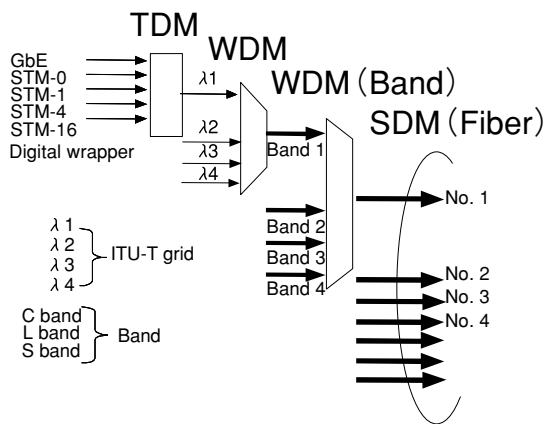 TDM
WDM
WDM (Band)
SDM (Fiber)
GbE
STM-0
STM-1
STM-4
STM-16
Digital wrapper
λ1
λ2
λ3
λ4
Band 1
Band 2
Band 3
Band 4
No. 1
No. 2
No. 3
No. 4
λ 1
λ 2
λ 3
λ 4
ITU-T grid
C band
L band
S band
Band